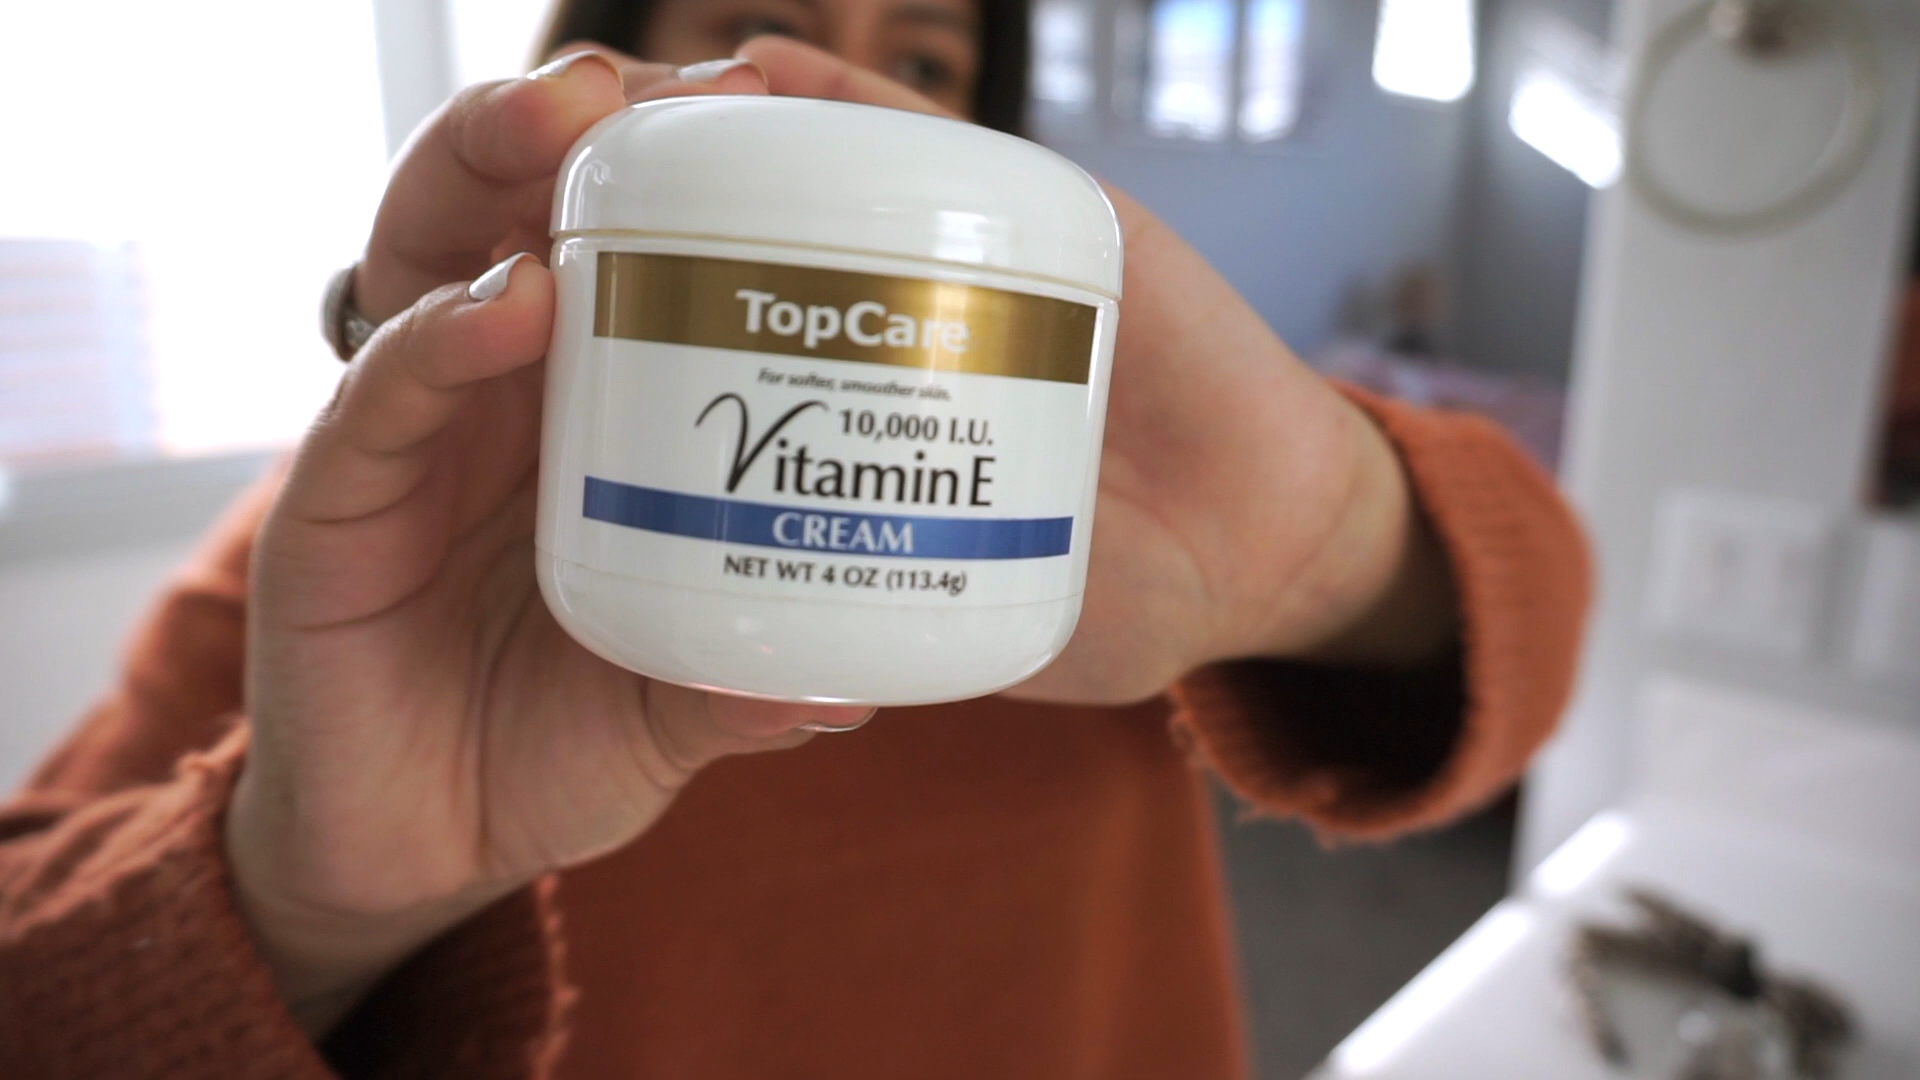 TopCare
For softer, smoother skin.
10,000 I.U.
Vitamin E
CREAM
NET WT 4 OZ (113.4g)